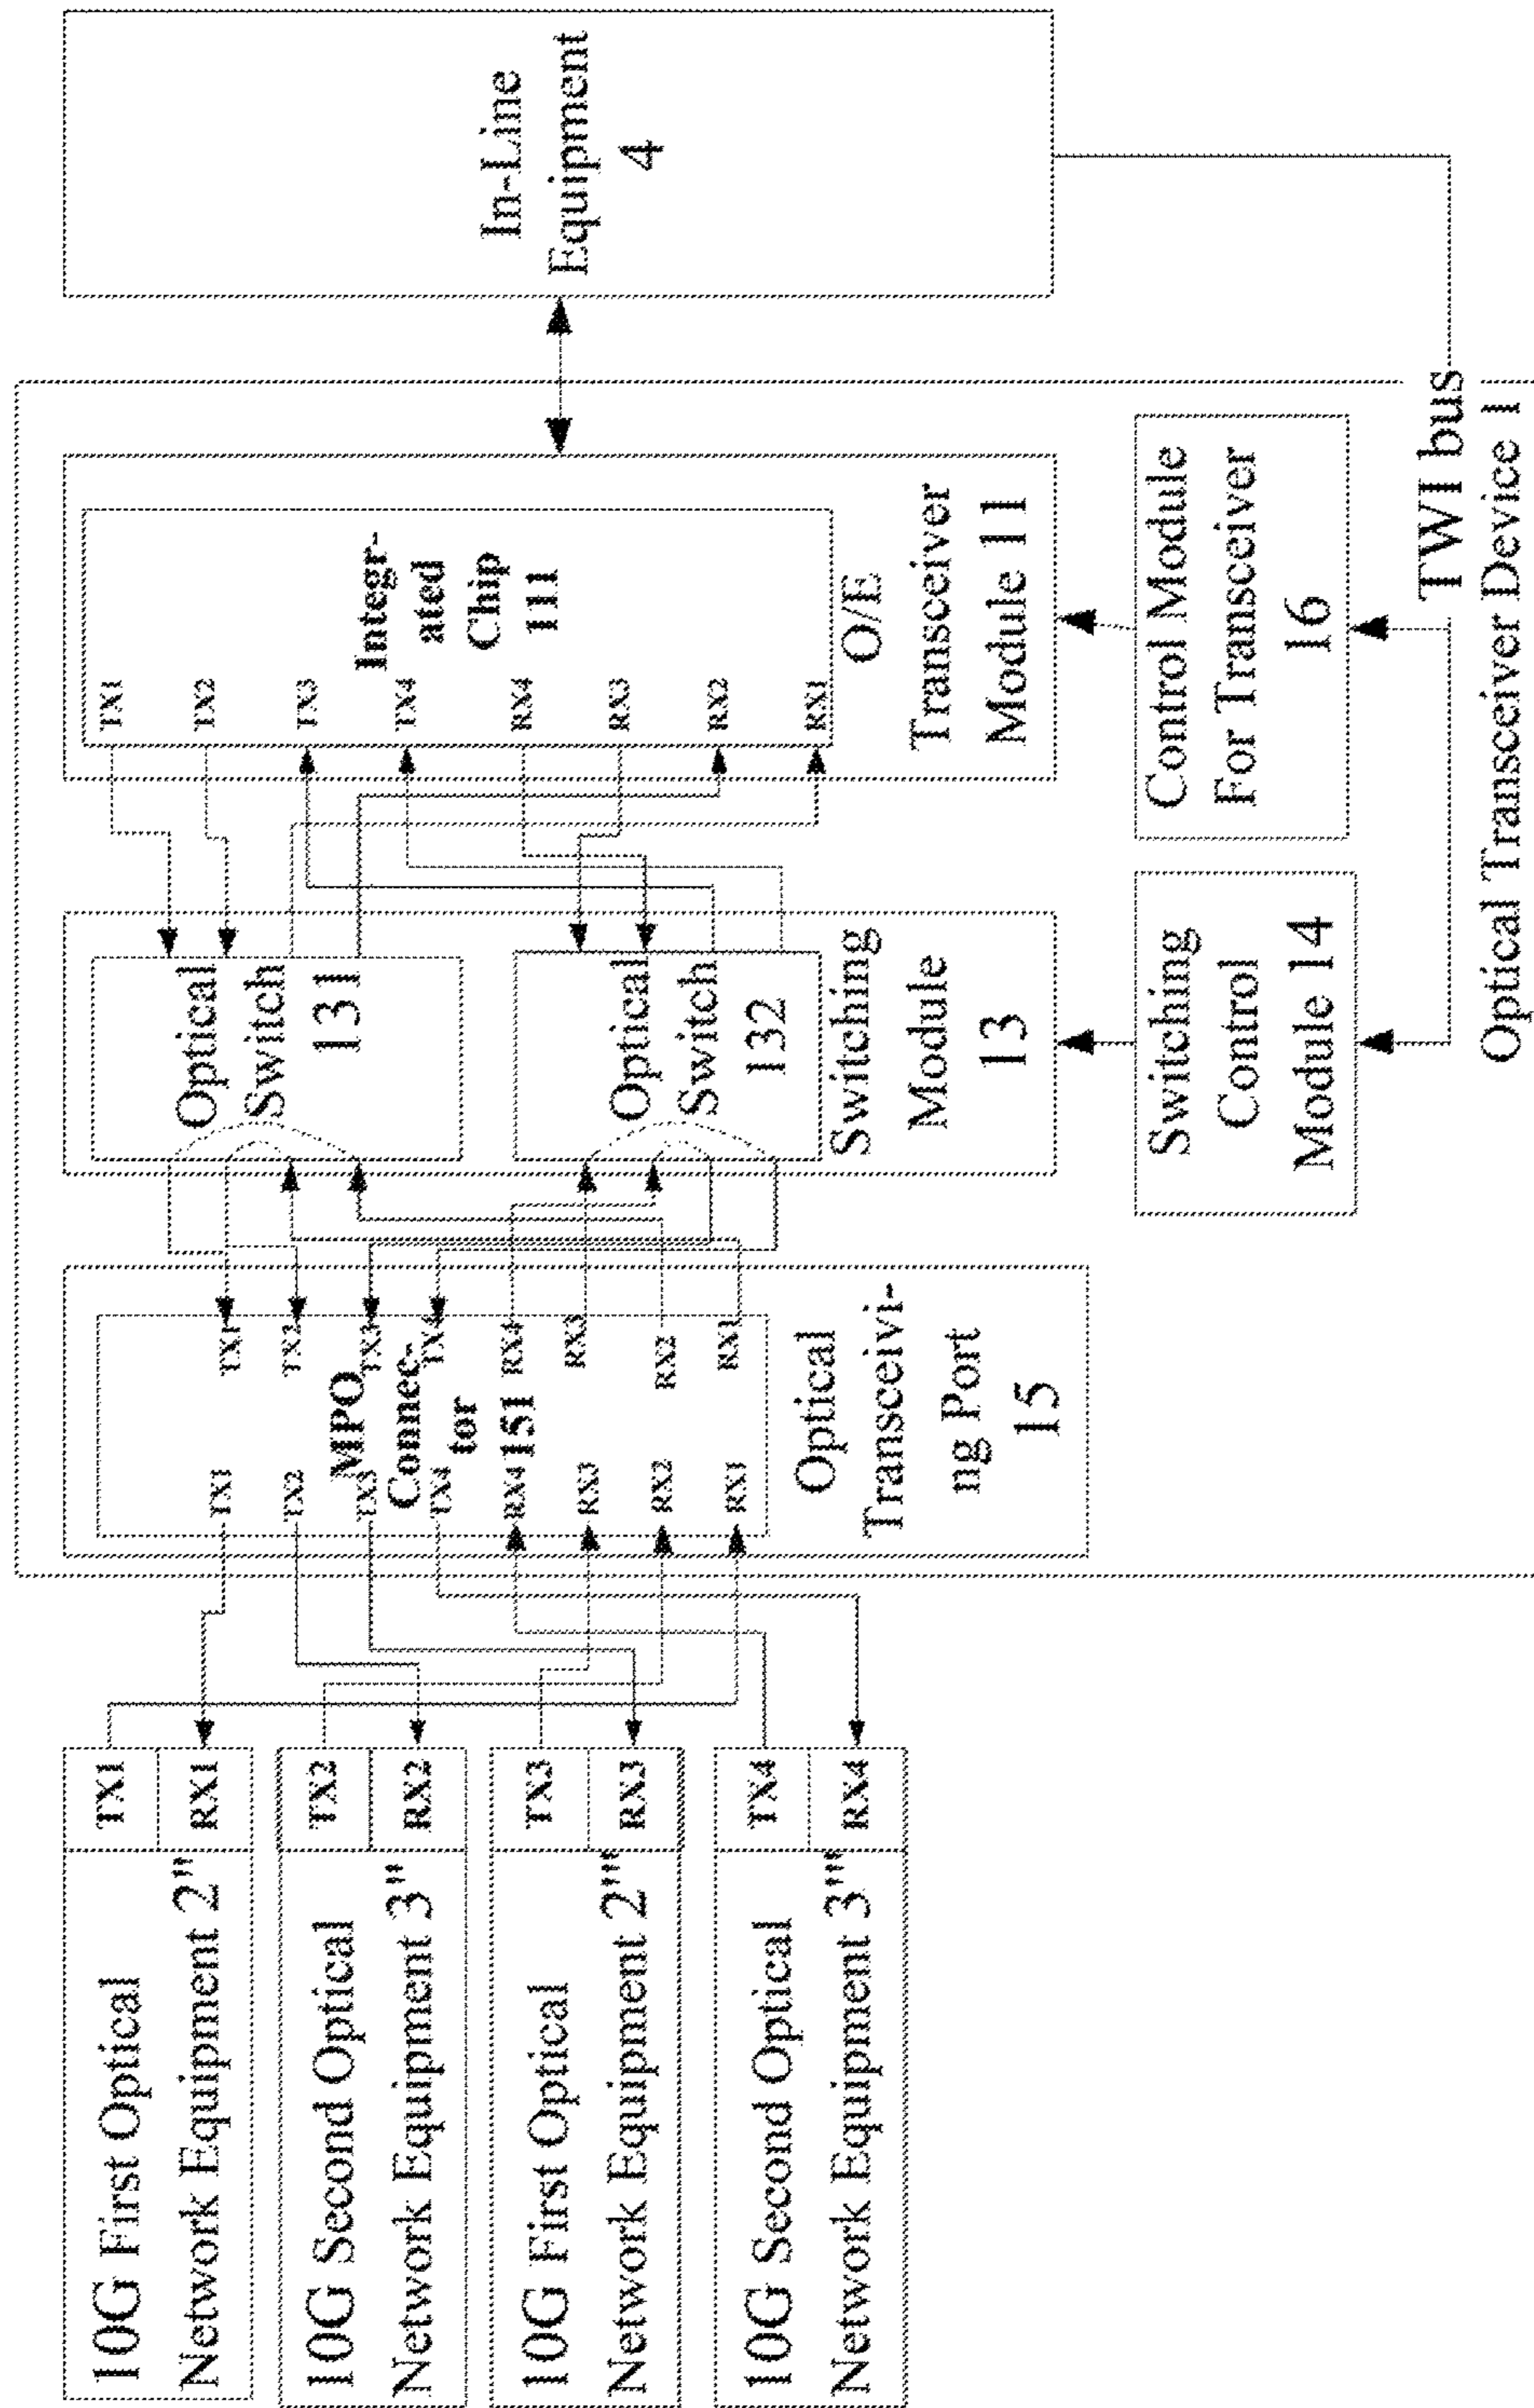 10G First Optical
Network Equipment 2"
TX1
RX1
10G Second Optical
Network Equipment 3"
TX2
RX2
10G First Optical
Network Equipment 2'''
TX3
RX3
10G Second Optical
Network Equipment 3'''
TX4
RX4
TX1
TX2
TX3
TX4
RX4
RX3
RX2
RX1
MPO
Connec-
tor
151
TX1
TX2
TX3
TX4
RX4
RX3
RX2
RX1
Optical
Transceivi-
ng Port
15
Optical
Switch
131
Optical
Switch
132
Switching
Module
13
Switching
Control
Module 14
TX1
TX2
TX3
TX4
RX4
RX3
RX2
RX1
Integr-
ated
Chip
111
O/E
Transceiver
Module 11
Control Module
For Transceiver
16
TWI bus
Optical Transceiver Device 1
In-Line
Equipment
4